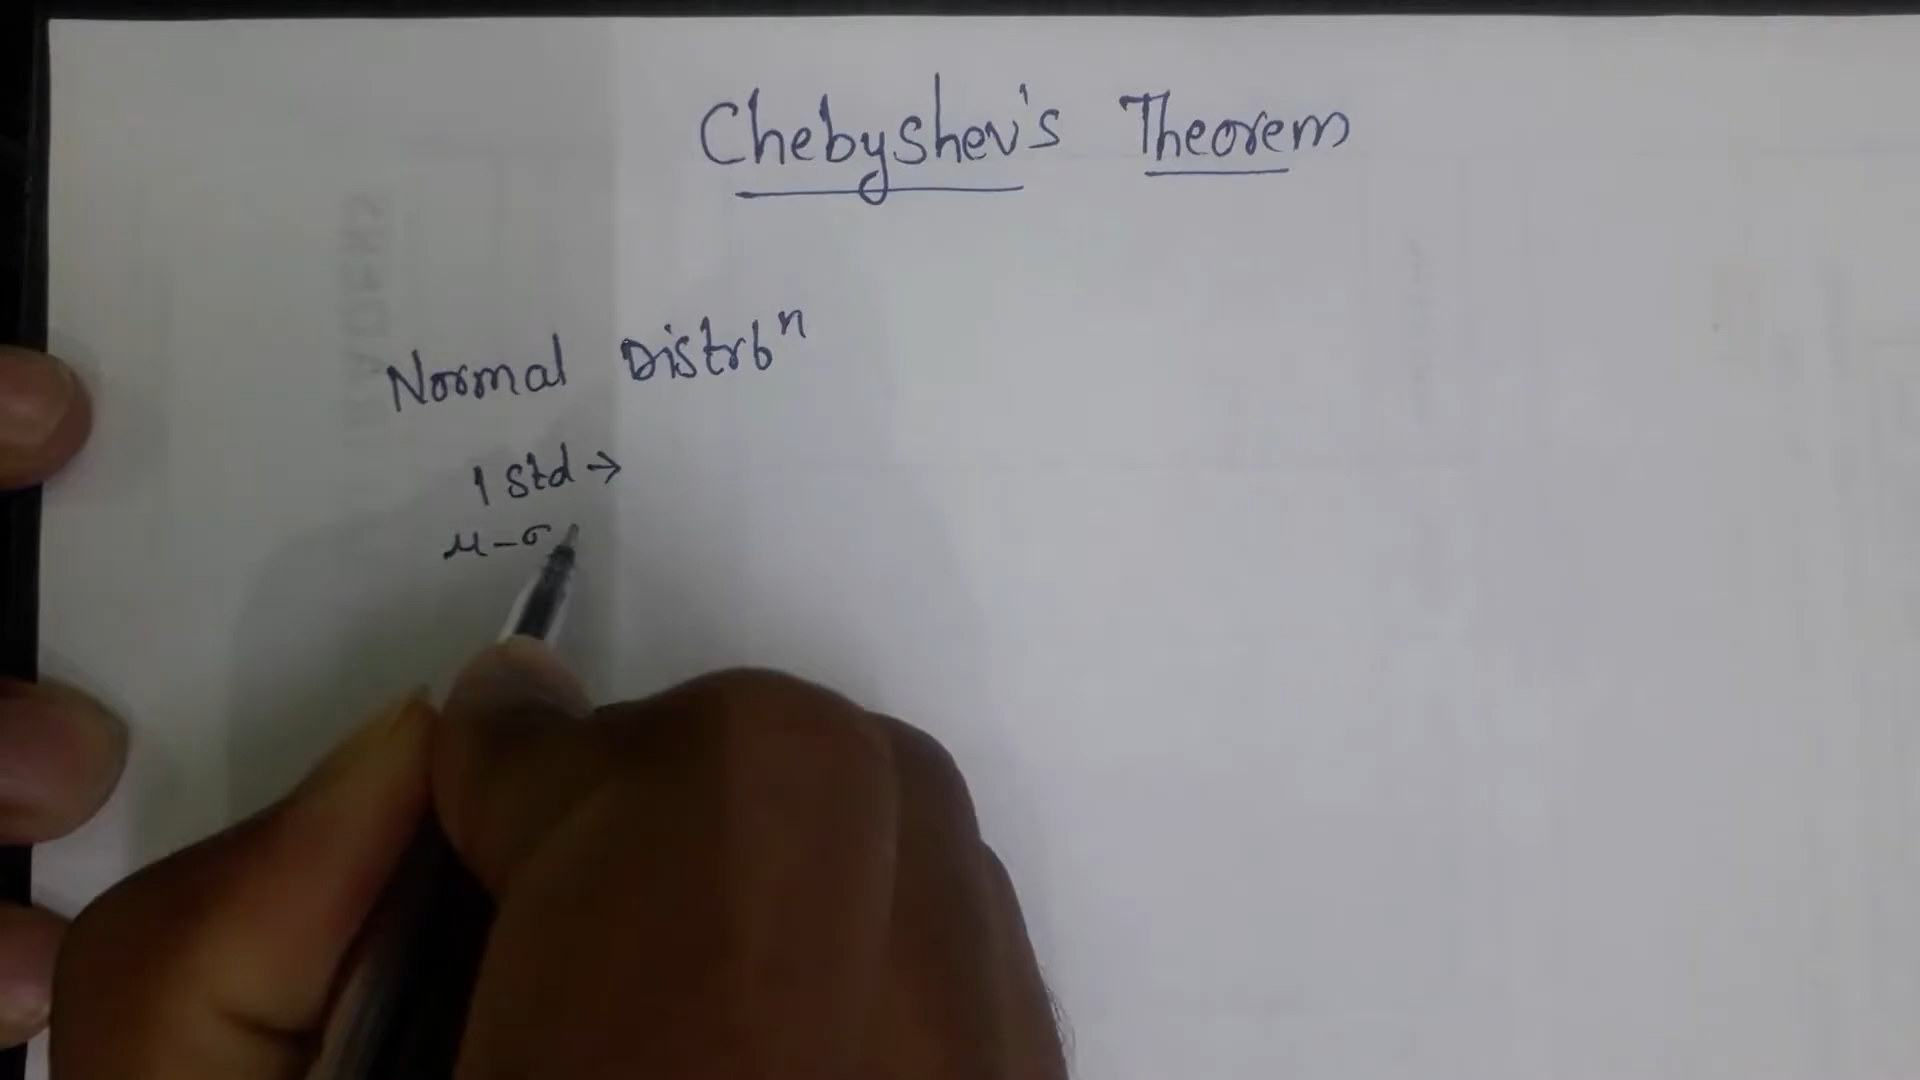 Chebyshev's Theorem
Normal Distrbⁿ
1 Std →
μ-σ